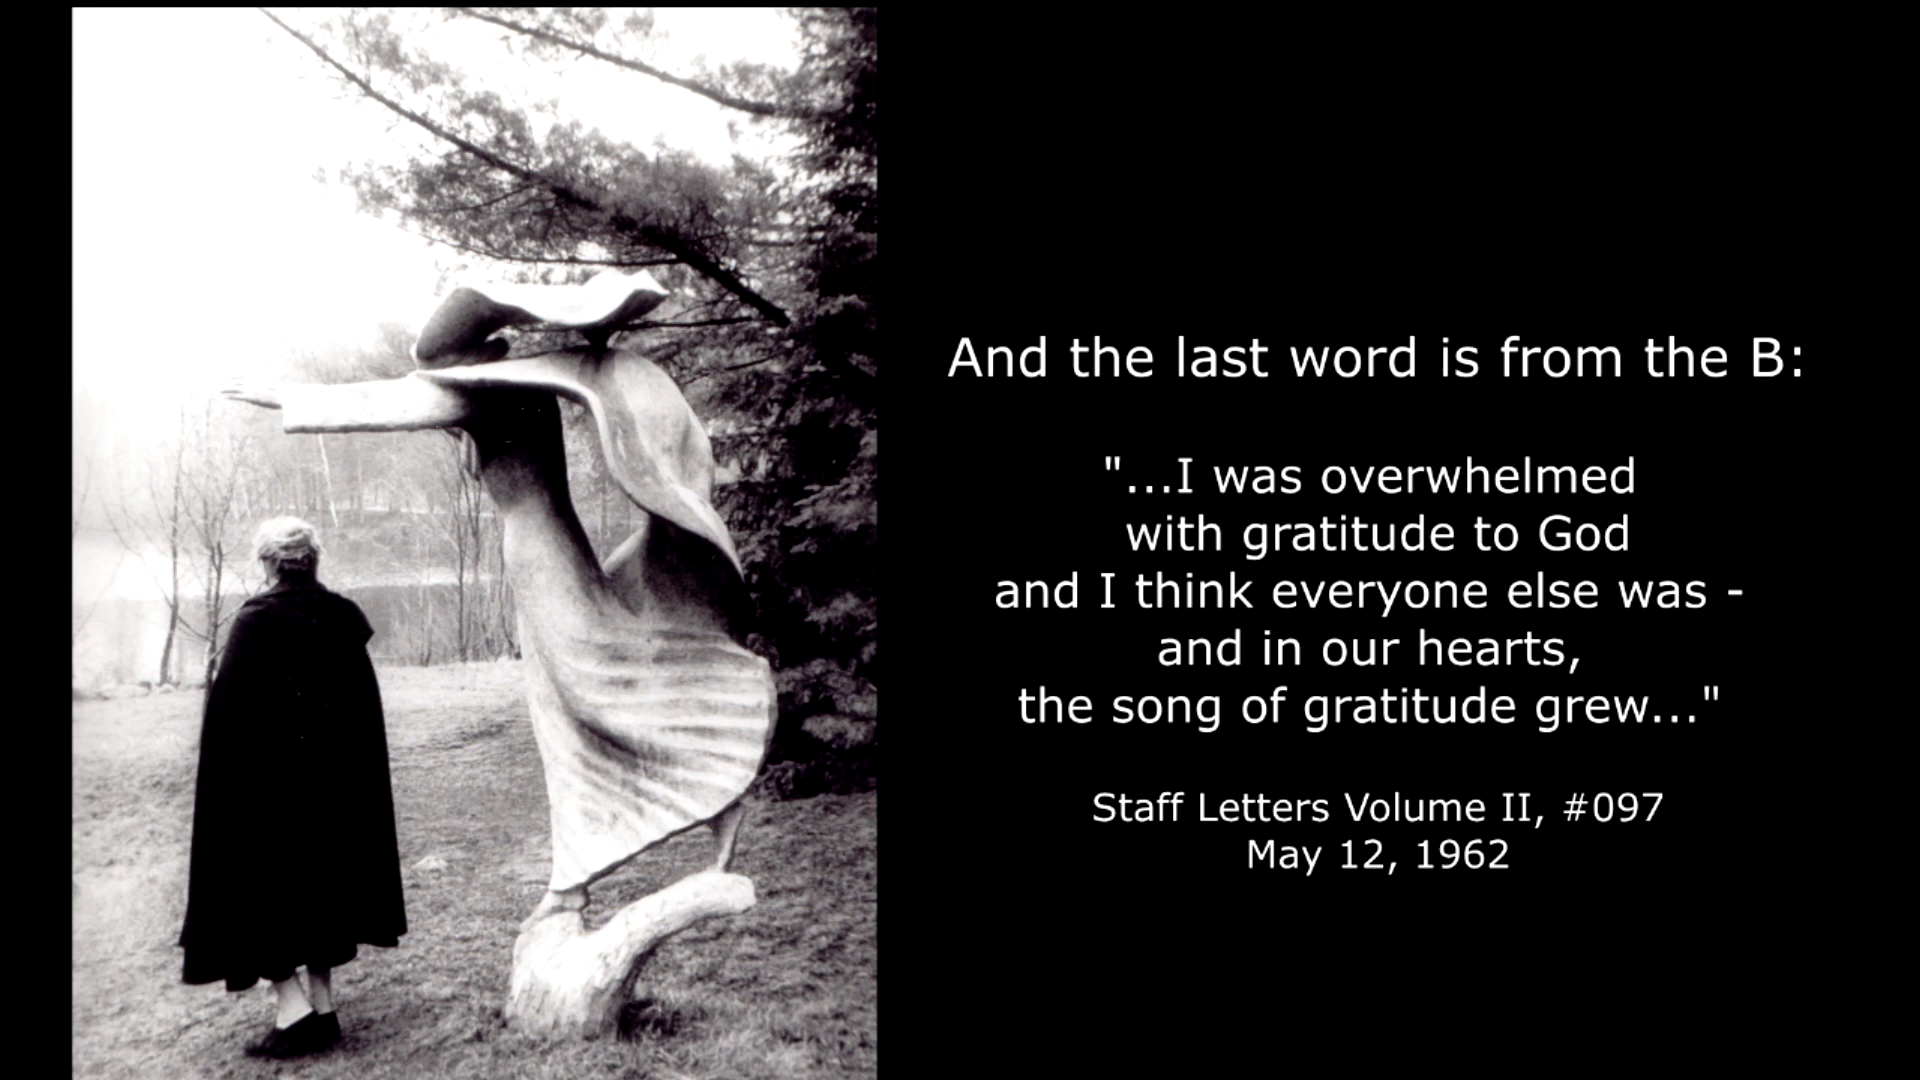 And the last word is from the B:
"...I was overwhelmed
with gratitude to God
and I think everyone else was -
and in our hearts,
the song of gratitude grew..."
Staff Letters Volume II, #097
May 12, 1962